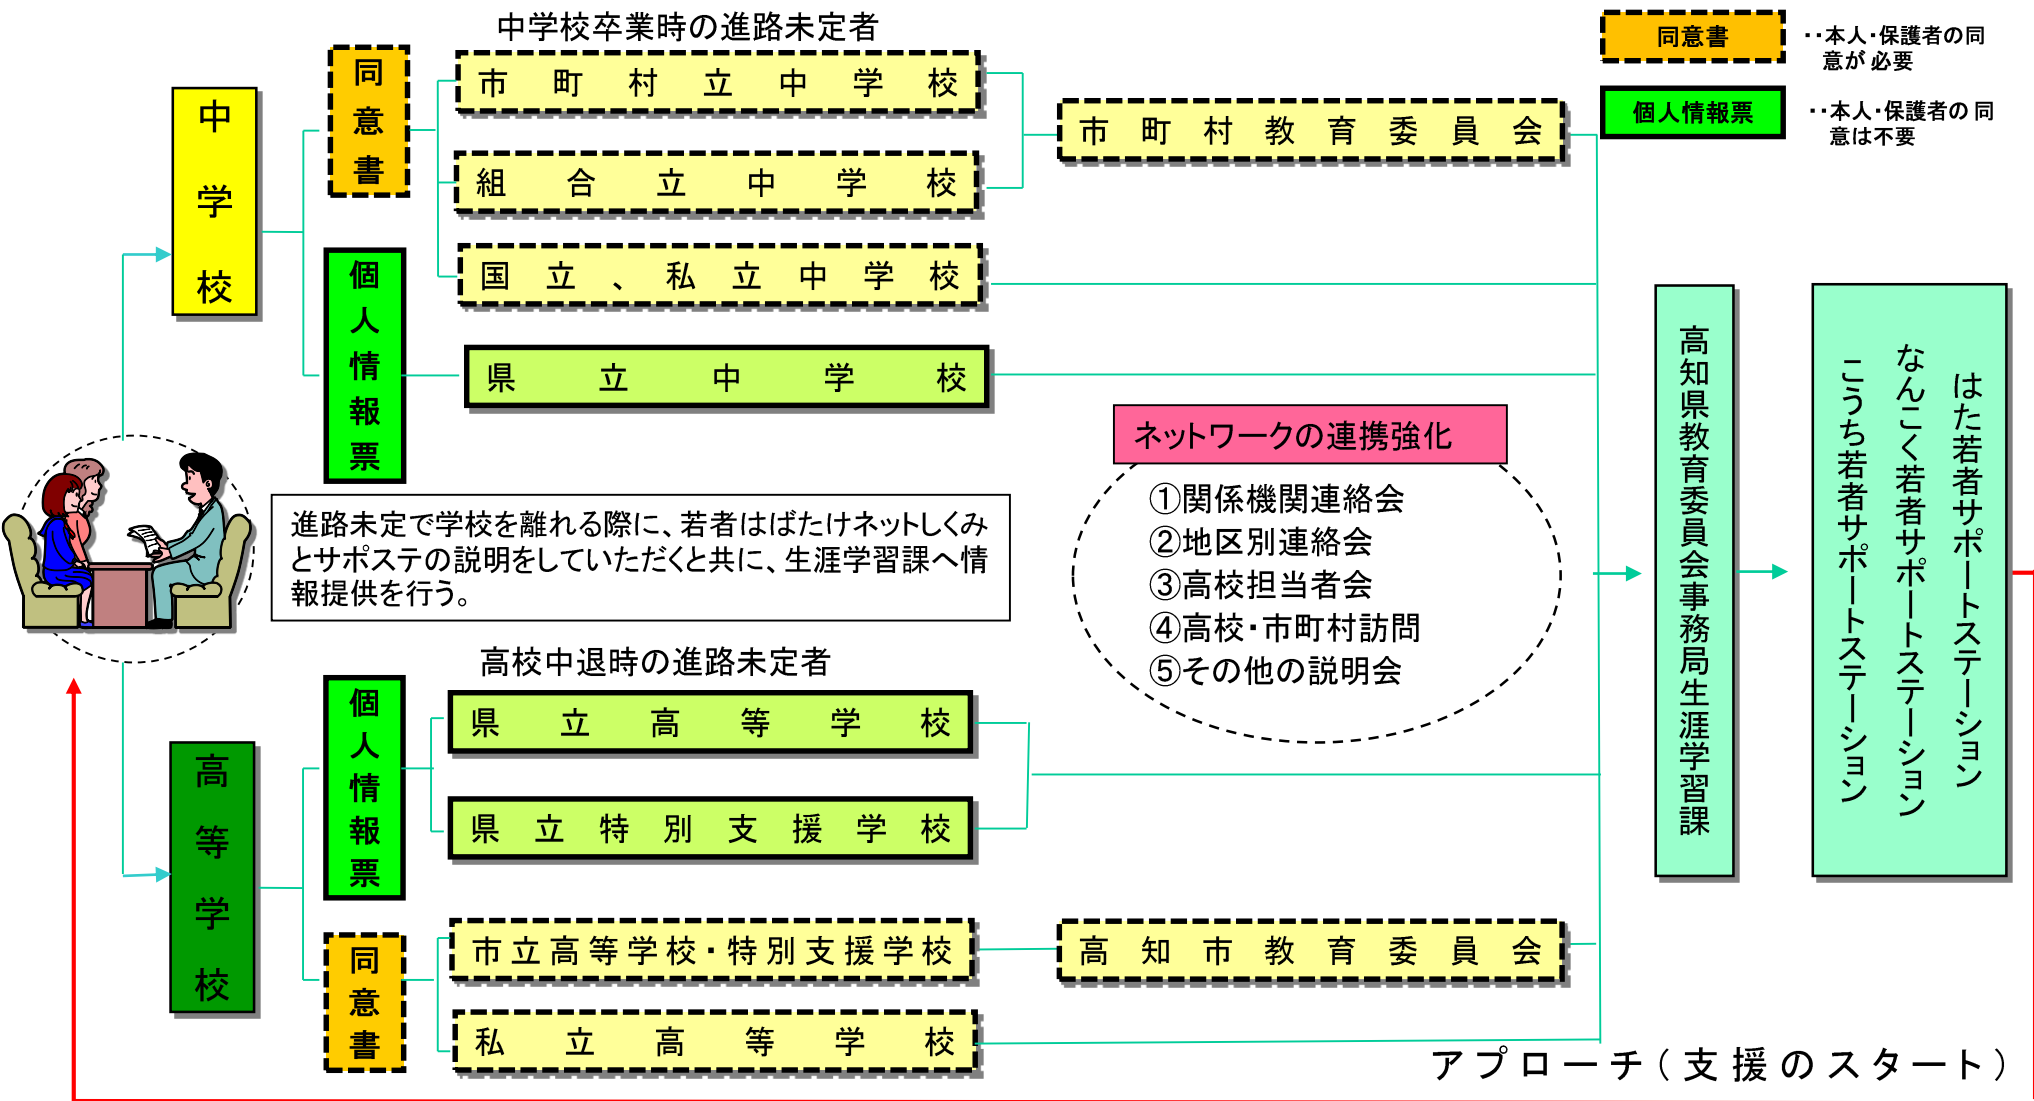 中学校卒業時の進路未定者
同意書
・・本人・保護者の同
意が必要
個人情報票
・・本人・保護者の同
意は不要
中学校
同意書
市町村立中学校
組合立中学校
国立、私立中学校
市町村教育委員会
個人情報票
県立中学校
ネットワークの連携強化
①関係機関連絡会
②地区別連絡会
③高校担当者会
④高校・市町村訪問
⑤その他の説明会
進路未定で学校を離れる際に、若者はばたけネットしくみ
とサポステの説明をしていただくと共に、生涯学習課へ情
報提供を行う。
高知県教育委員会事務局生涯学習課
はた若者サポートステーション
なんこく若者サポートステーション
こうち若者サポートステーション
高校中退時の進路未定者
高等学校
個人情報票
県立高等学校
県立特別支援学校
同意書
市立高等学校・特別支援学校
高知市教育委員会
私立高等学校
アプローチ(支援のスタート)